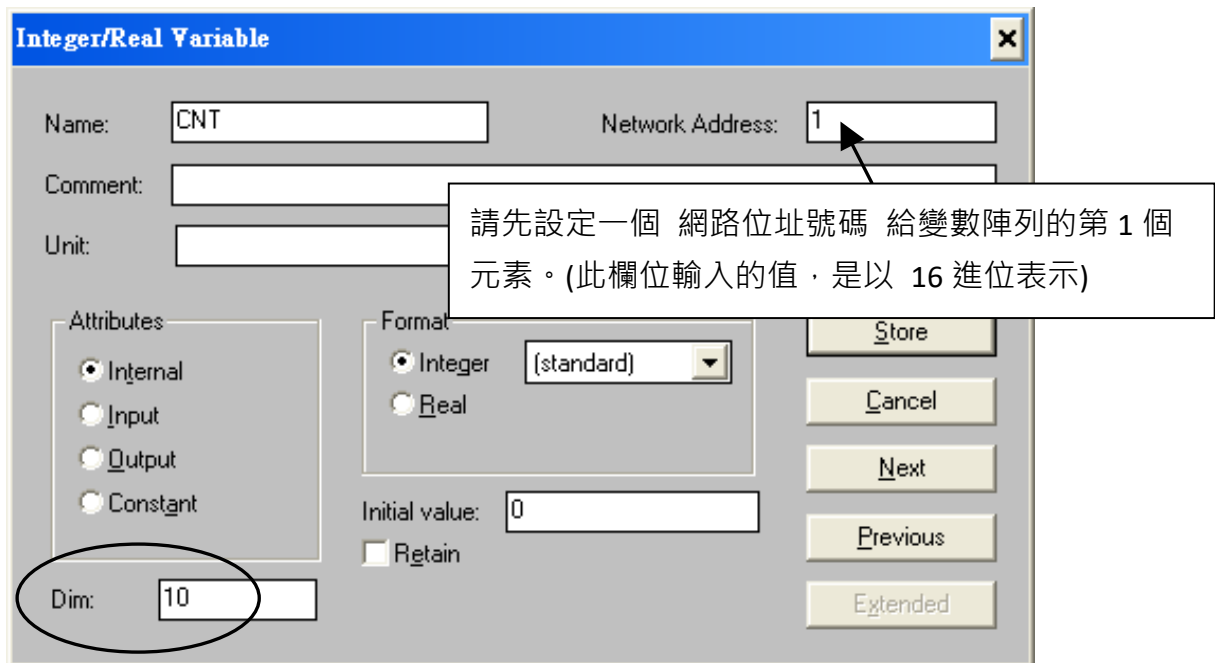 Integer/Real Variable
Name: CNT Network Address: 1
Comment:
請先設定一個 網路位址號碼 給變數陣列的第 1 個
元素。(此欄位輸入的值，是以 16 進位表示)
Unit:
Attributes
Internal
Input
Output
Constant
Format
Integer (standard)
Real
Initial value: 0
Retain
Store
Cancel
Next
Previous
Extended
Dim: 10